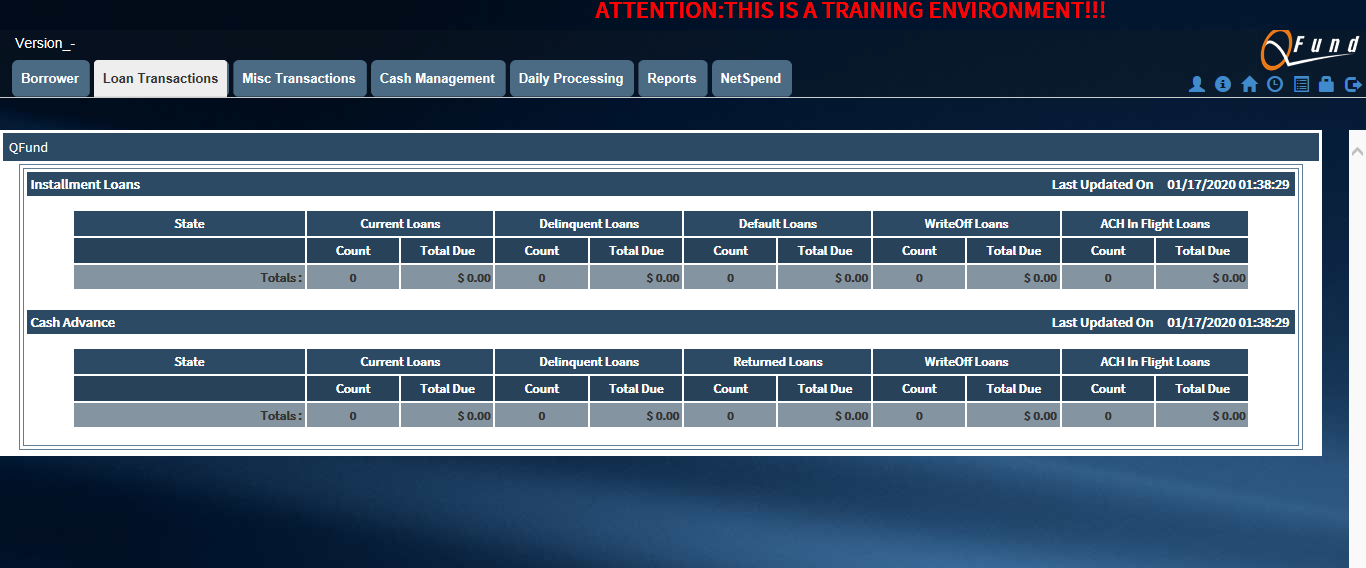 ATTENTION:THIS IS A TRAINING ENVIRONMENT!!!
Version_-
QFund
Borrower Loan Transactions Misc Transactions Cash Management Daily Processing Reports NetSpend
QFund
Installment Loans Last Updated On 01/17/2020 01:38:29
State Current Loans Delinquent Loans Default Loans WriteOff Loans ACH In Flight Loans
Count Total Due Count Total Due Count Total Due Count Total Due Count Total Due
Totals : 0 $ 0.00 0 $ 0.00 0 $ 0.00 0 $ 0.00 0 $ 0.00
Cash Advance Last Updated On 01/17/2020 01:38:29
State Current Loans Delinquent Loans Returned Loans WriteOff Loans ACH In Flight Loans
Count Total Due Count Total Due Count Total Due Count Total Due Count Total Due
Totals : 0 $ 0.00 0 $ 0.00 0 $ 0.00 0 $ 0.00 0 $ 0.00